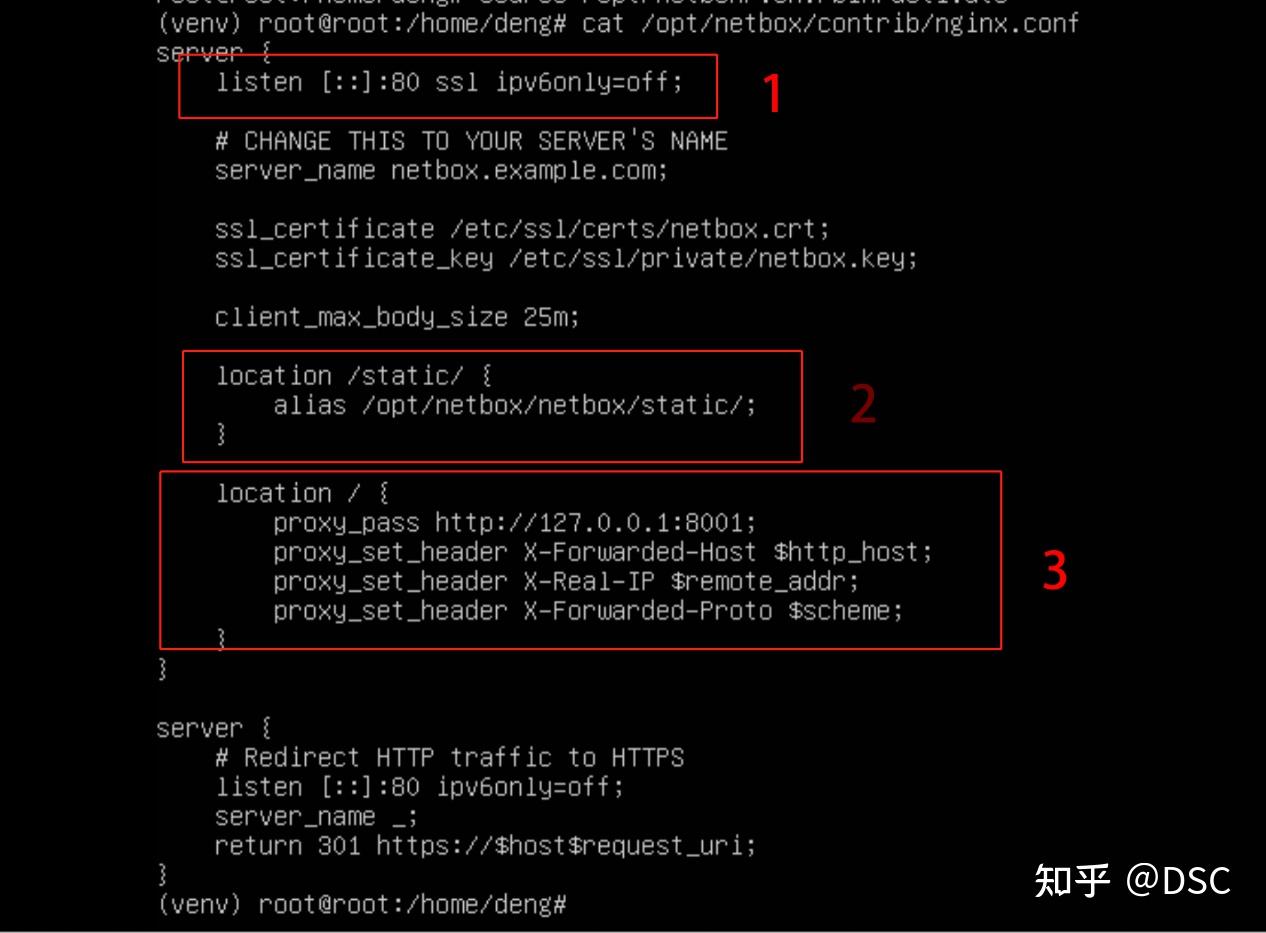 (venv) root@root:/home/deng# cat /opt/netbox/contrib/nginx.conf
server {
    listen [::]:80 ssl ipv6only=off;
1
    # CHANGE THIS TO YOUR SERVER'S NAME
    server_name netbox.example.com;
    ssl_certificate /etc/ssl/certs/netbox.crt;
    ssl_certificate_key /etc/ssl/private/netbox.key;
    client_max_body_size 25m;
    location /static/ {
        alias /opt/netbox/netbox/static/;
    }
2
    location / {
        proxy_pass http://127.0.0.1:8001;
        proxy_set_header X-Forwarded-Host $http_host;
        proxy_set_header X-Real-IP $remote_addr;
        proxy_set_header X-Forwarded-Proto $scheme;
    }
3
}
server {
    # Redirect HTTP traffic to HTTPS
    listen [::]:80 ipv6only=off;
    server_name _;
    return 301 https://$host$request_uri;
}
(venv) root@root:/home/deng#
知乎 @DSC